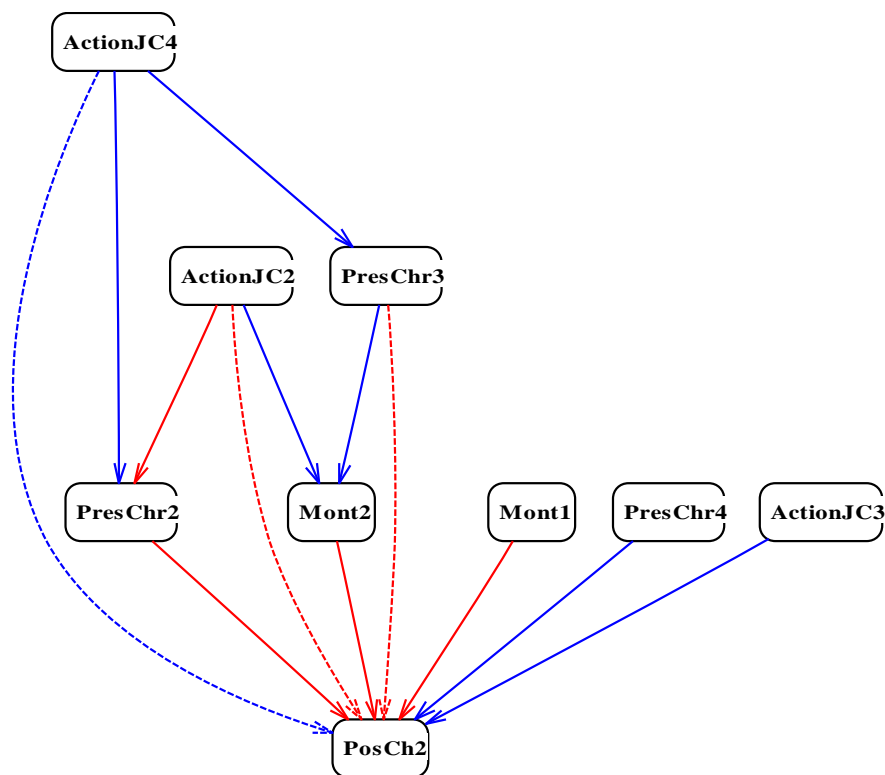 ActionJC4
ActionJC2
PresChr3
PresChr2
Mont2
Mont1
PresChr4
ActionJC3
PosCh2